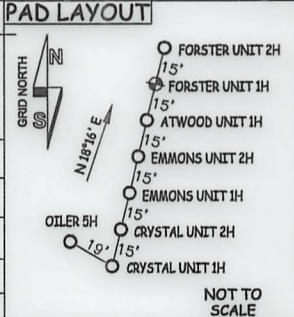 PAD LAYOUT
GRID NORTH
N
S
N 18°16' E
FORSTER UNIT 2H
15'
FORSTER UNIT 1H
15'
ATWOOD UNIT 1H
15'
EMMONS UNIT 2H
15'
EMMONS UNIT 1H
15'
OILER 5H
CRYSTAL UNIT 2H
19'
15'
CRYSTAL UNIT 1H
NOT TO
SCALE